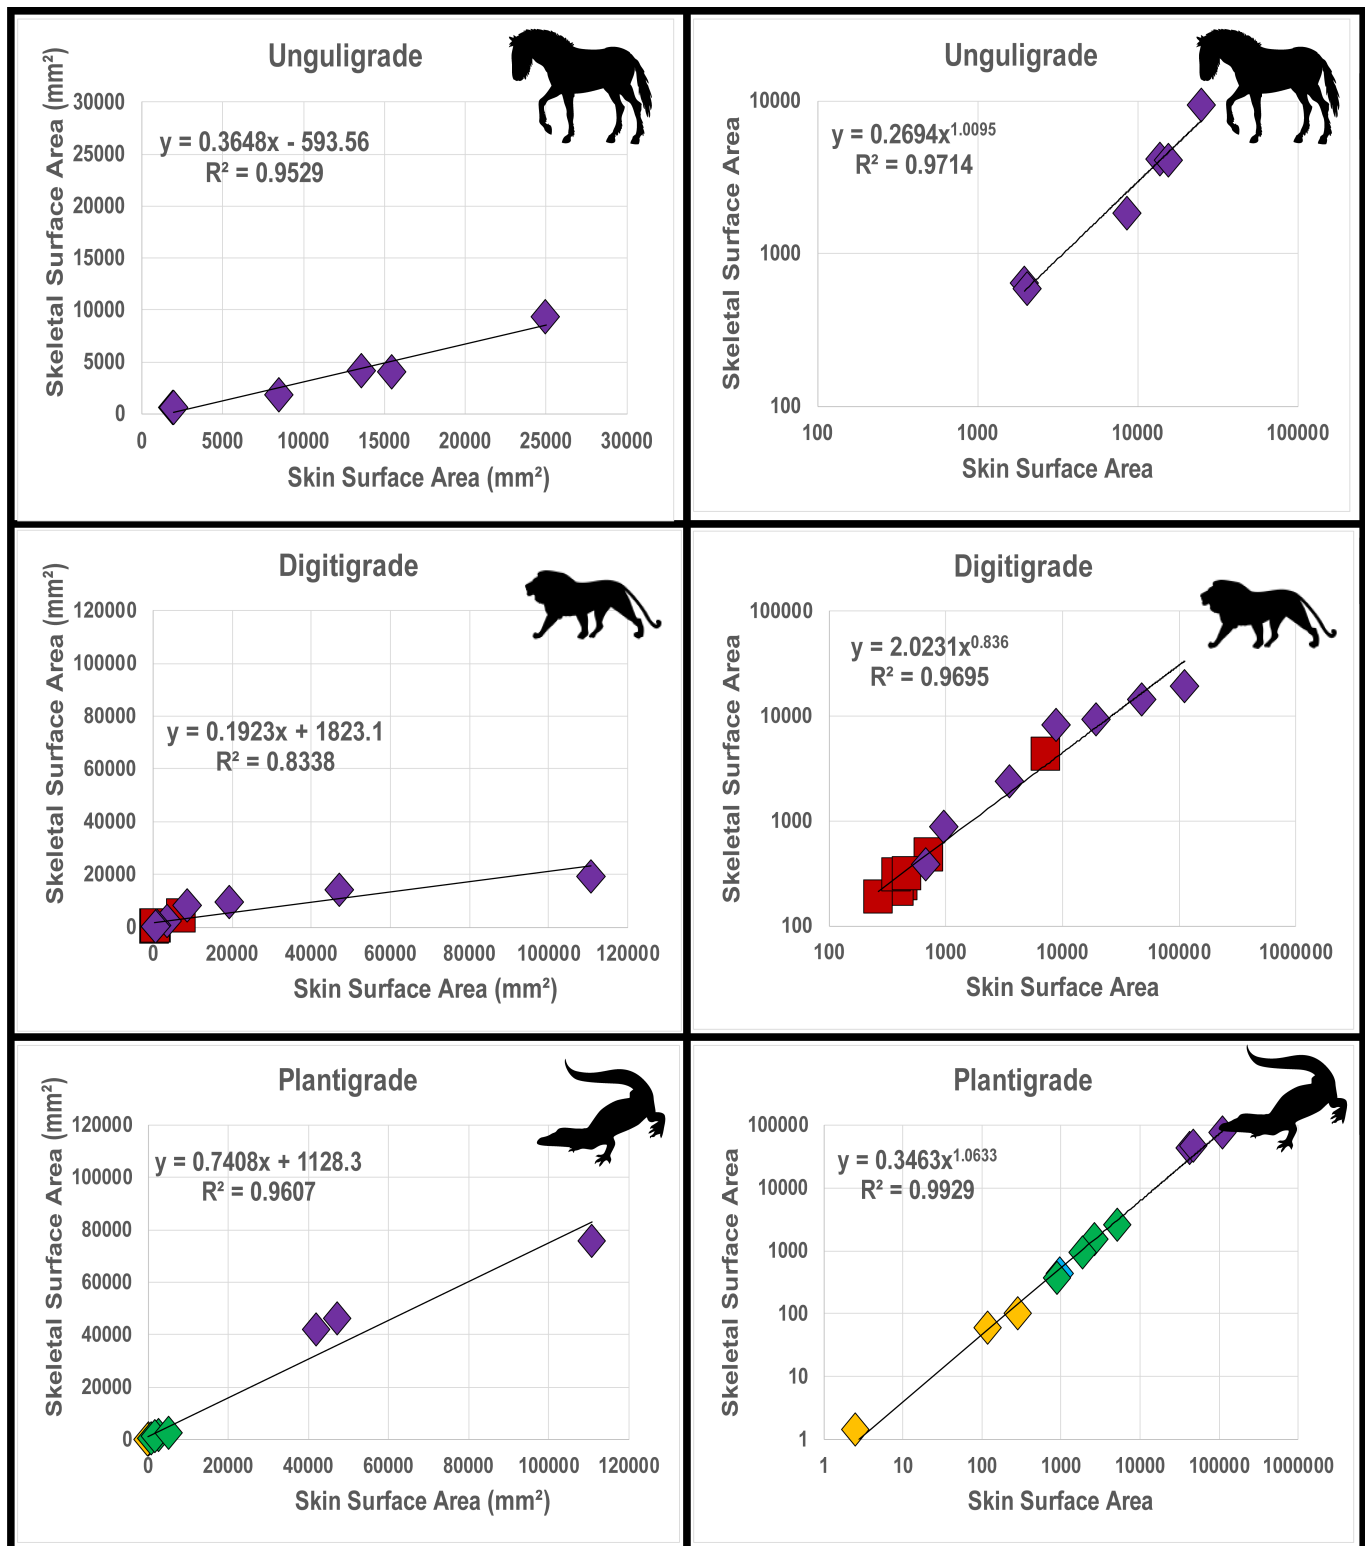 Unguligrade
Skeletal Surface Area (mm²)
30000
25000
20000
15000
10000
5000
0
y = 0.3648x - 593.56
R² = 0.9529
0 5000 10000 15000 20000 25000 30000
Skin Surface Area (mm²)
Unguligrade
Skeletal Surface Area
10000
1000
100
y = 0.2694x^1.0095
R² = 0.9714
100 1000 10000 100000
Skin Surface Area
Digitigrade
Skeletal Surface Area (mm²)
120000
100000
80000
60000
40000
20000
0
y = 0.1923x + 1823.1
R² = 0.8338
0 20000 40000 60000 80000 100000 120000
Skin Surface Area (mm²)
Digitigrade
Skeletal Surface Area
100000
10000
1000
100
y = 2.0231x^0.836
R² = 0.9695
100 1000 10000 100000 1000000
Skin Surface Area
Plantigrade
Skeletal Surface Area (mm²)
120000
100000
80000
60000
40000
20000
0
y = 0.7408x + 1128.3
R² = 0.9607
0 20000 40000 60000 80000 100000 120000
Skin Surface Area (mm²)
Plantigrade
Skeletal Surface Area
100000
10000
1000
100
10
1
y = 0.3463x^1.0633
R² = 0.9929
1 10 100 1000 10000 100000 1000000
Skin Surface Area